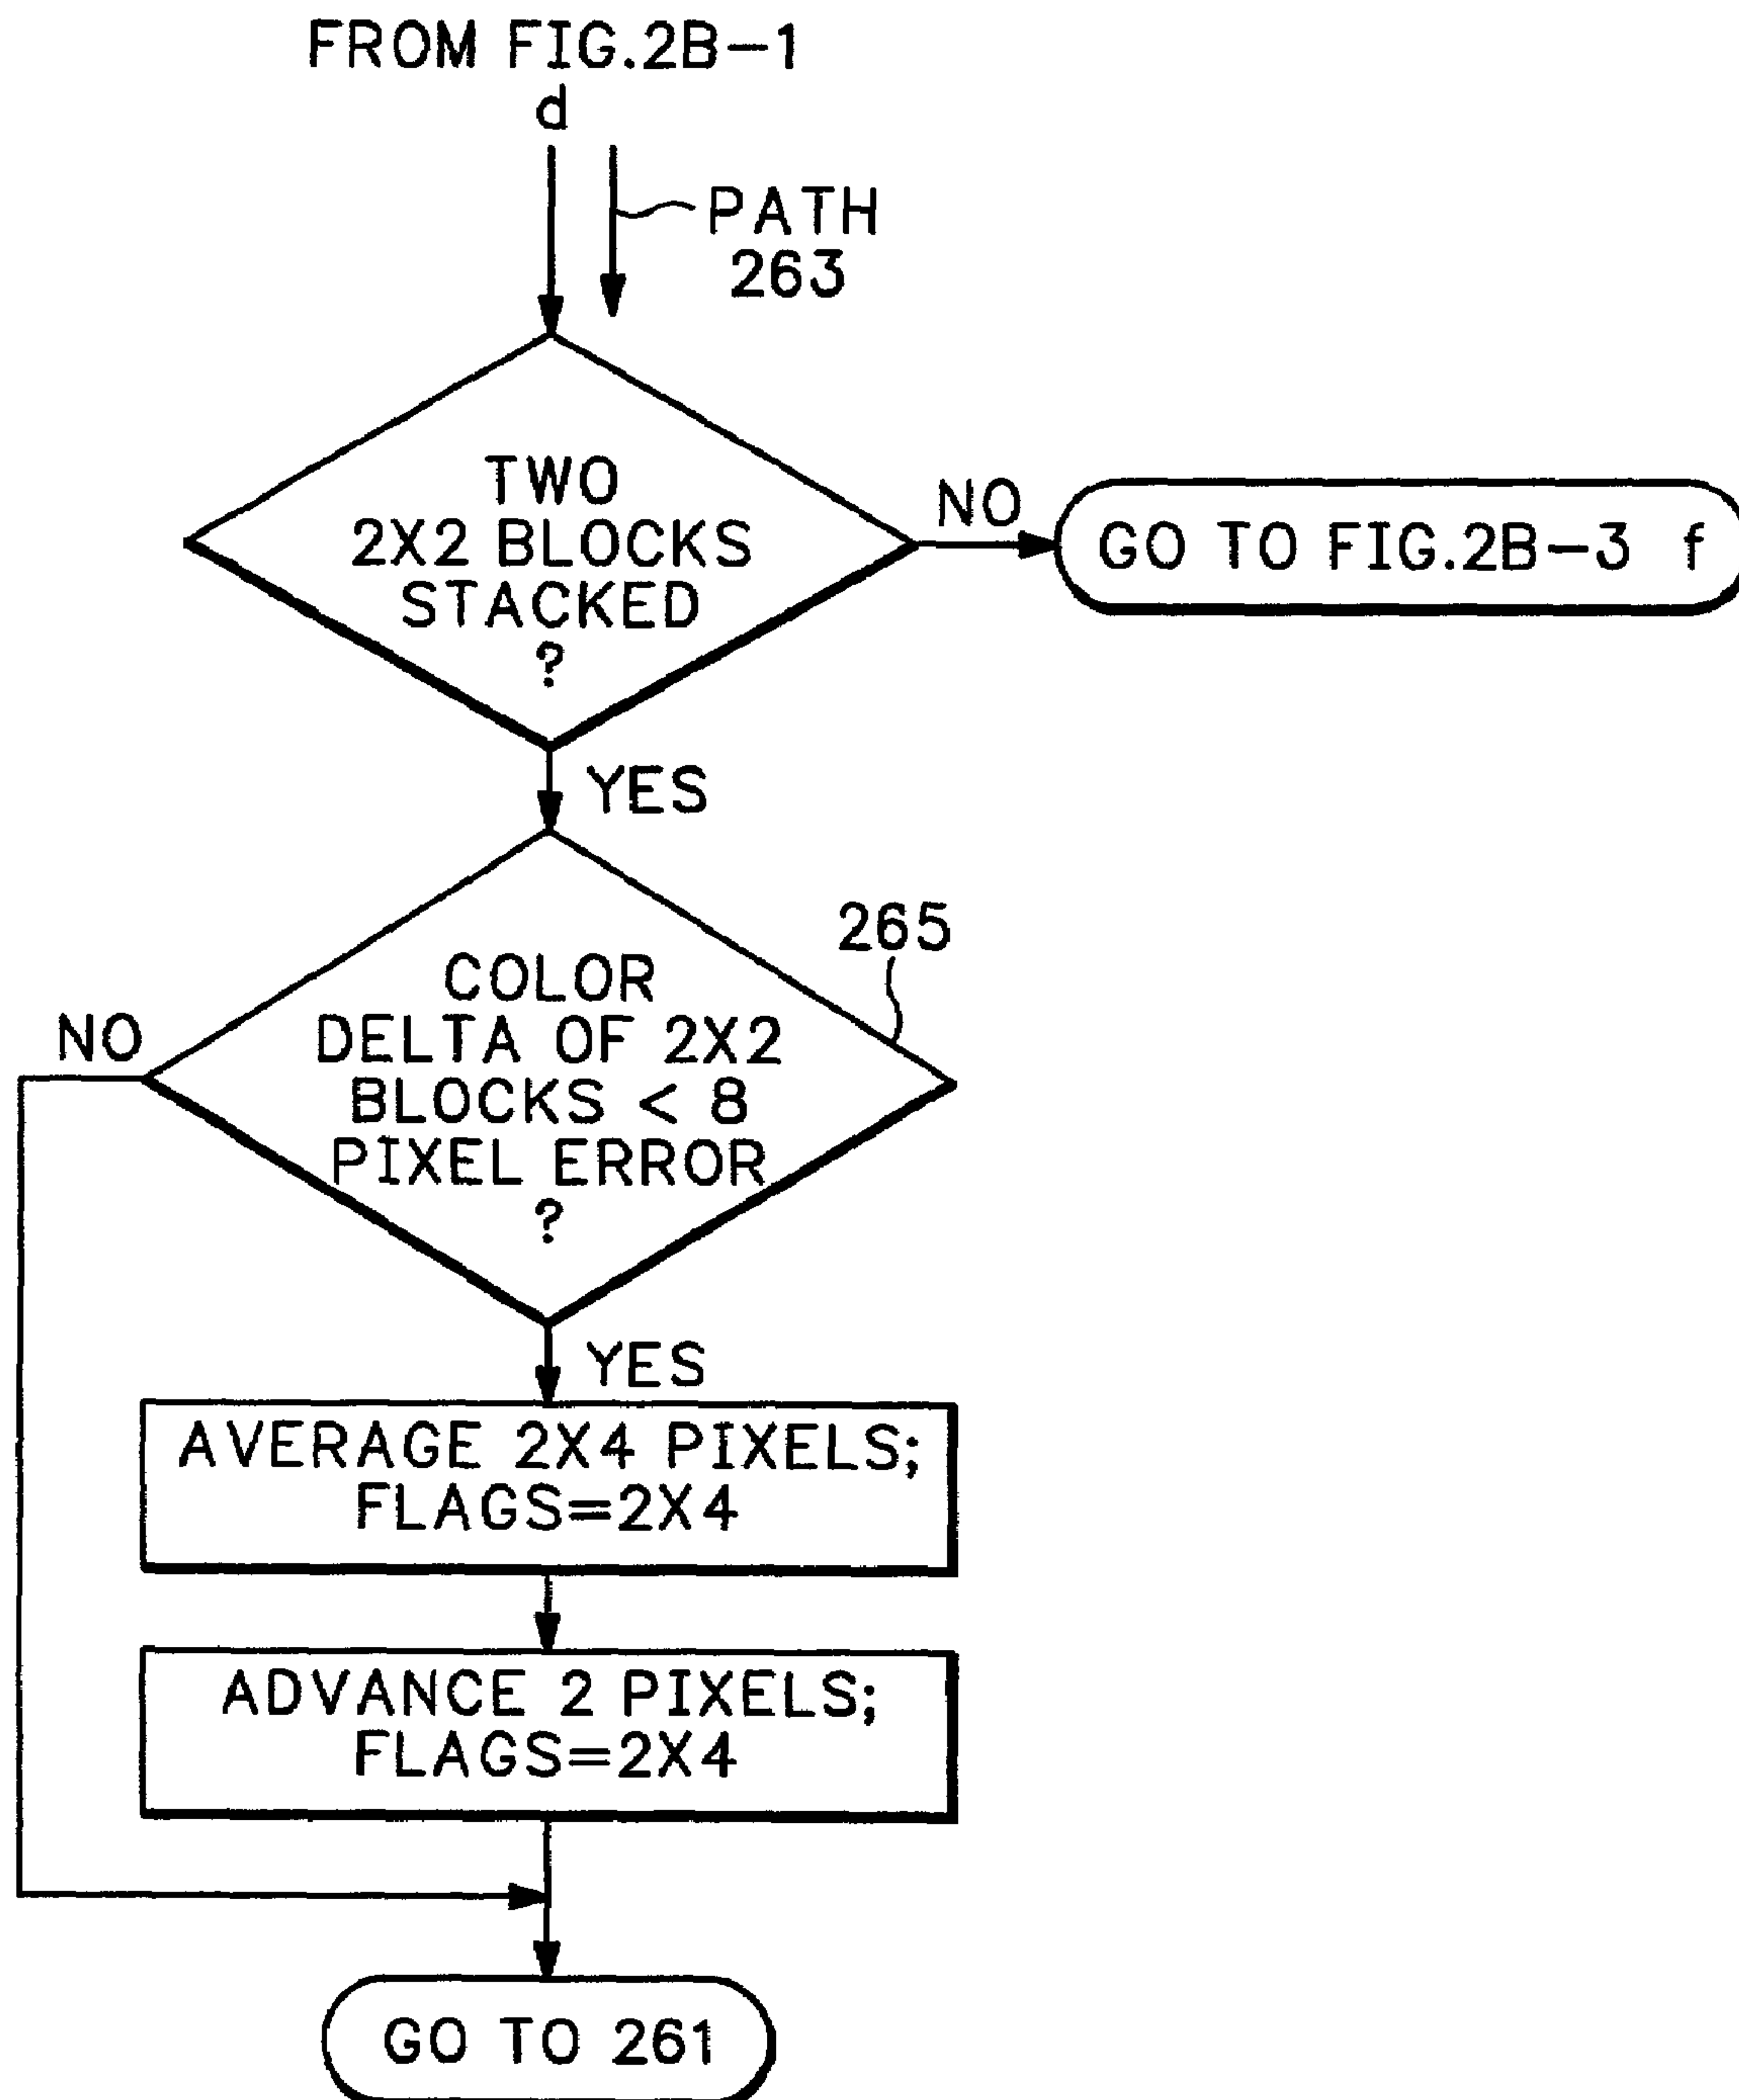 FROM FIG.2B-1
d
PATH
263
TWO
2X2 BLOCKS
STACKED
?
NO
GO TO FIG.2B-3 f
YES
265
COLOR
DELTA OF 2X2
BLOCKS < 8
PIXEL ERROR
?
NO
YES
AVERAGE 2X4 PIXELS;
FLAGS=2X4
ADVANCE 2 PIXELS;
FLAGS=2X4
GO TO 261